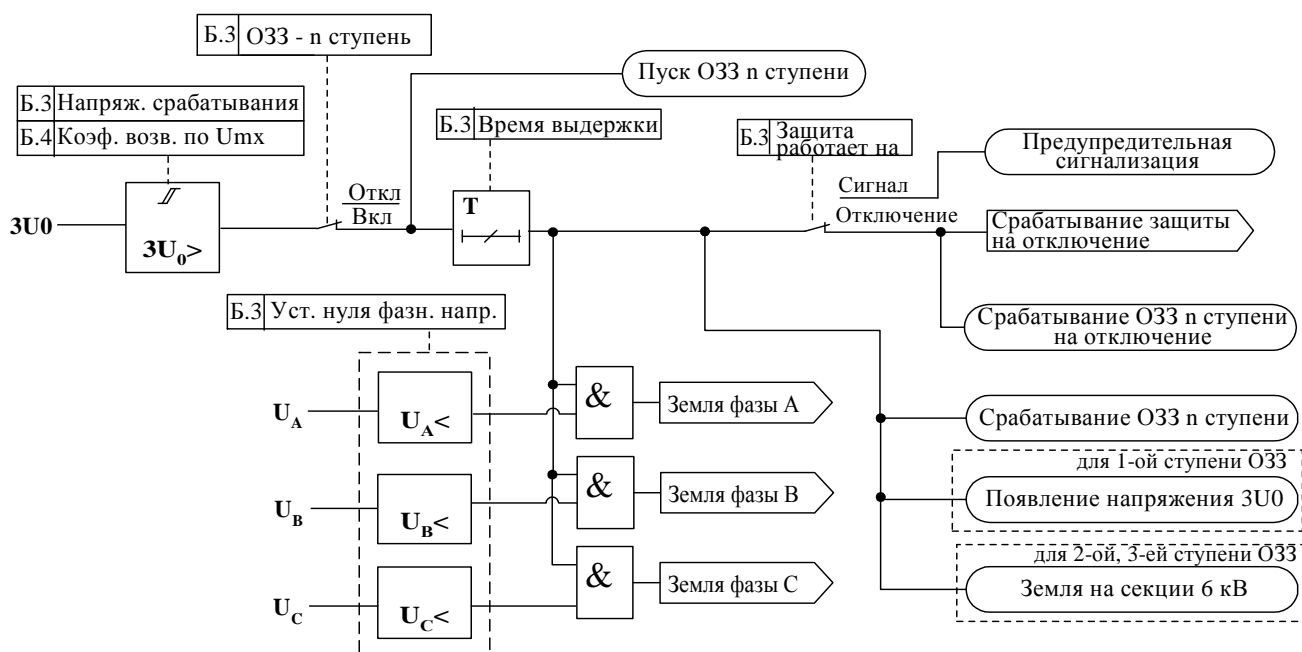 Б.3 ОЗЗ - n ступень
Пуск ОЗЗ n ступени
Б.3 Напряж. срабатывания
Б.4 Коэф. возв. по Umx
Б.3 Время выдержки
Б.3 Защита
работает на
Предупредительная
сигнализация
Сигнал
Откл
Вкл
3U0
3U0>
T
Отключение
Срабатывание защиты
на отключение
Б.3 Уст. нуля фазн. напр.
Срабатывание ОЗЗ n ступени
на отключение
UA
UA<
&
Земля фазы А
Срабатывание ОЗЗ n ступени
для 1-ой ступени ОЗЗ
UB
UB<
&
Земля фазы В
Появление напряжения 3U0
для 2-ой, 3-ей ступени ОЗЗ
UC
UC<
&
Земля фазы С
Земля на секции 6 кВ